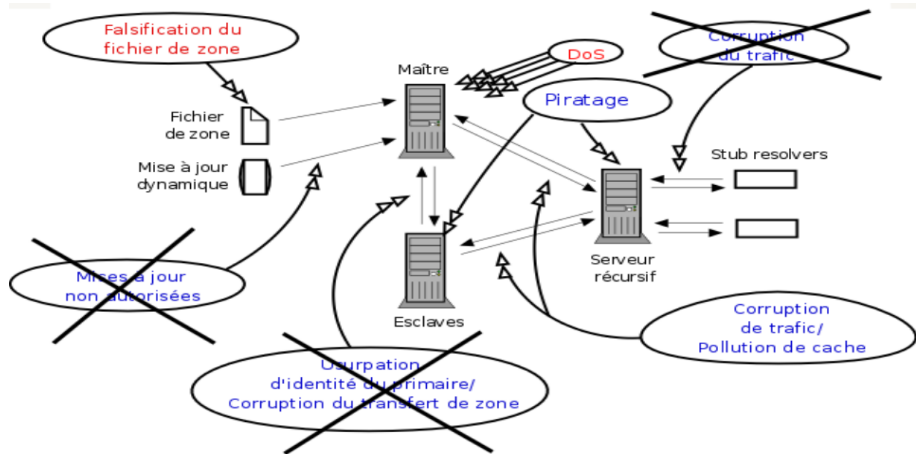 Falsification du
fichier de zone
Corruption
du trafic
DoS
Maître
Piratage
Fichier
de zone
Stub resolvers
Mise à jour
dynamique
Serveur
récursif
Mises à jour
non autorisées
Esclaves
Corruption
de trafic/
Pollution de cache
Usurpation
d'identité du primaire/
Corruption du transfert de zone